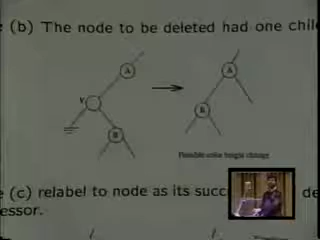 (b) The node to be deleted had one chil
A
A
V
B
B
Possible color height change
(c) relabel to node as its succ de
essor.